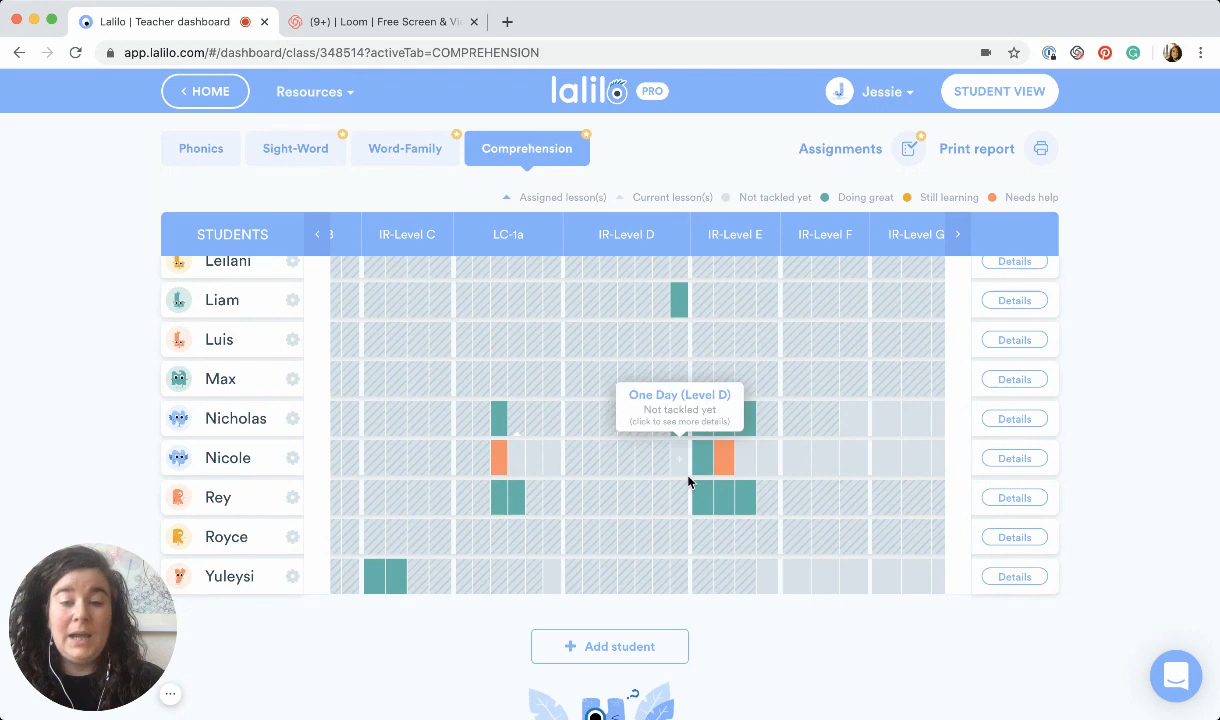 Lalilo | Teacher dashboard
(9+) | Loom | Free Screen & Vi
app.lalilo.com/#/dashboard/class/348514?activeTab=COMPREHENSION
< HOME
Resources
lalilo PRO
Jessie
STUDENT VIEW
Phonics
Sight-Word
Word-Family
Comprehension
Assignments
Print report
Assigned lesson(s)
Current lesson(s)
Not tackled yet
Doing great
Still learning
Needs help
STUDENTS
IR-Level C
LC-1a
IR-Level D
IR-Level E
IR-Level F
IR-Level G
Leilani
Details
Liam
Details
Luis
Details
Max
Details
One Day (Level D)
Not tackled yet
(click to see more details)
Nicholas
Details
Nicole
Details
Rey
Details
Royce
Details
Yuleysi
Details
+ Add student